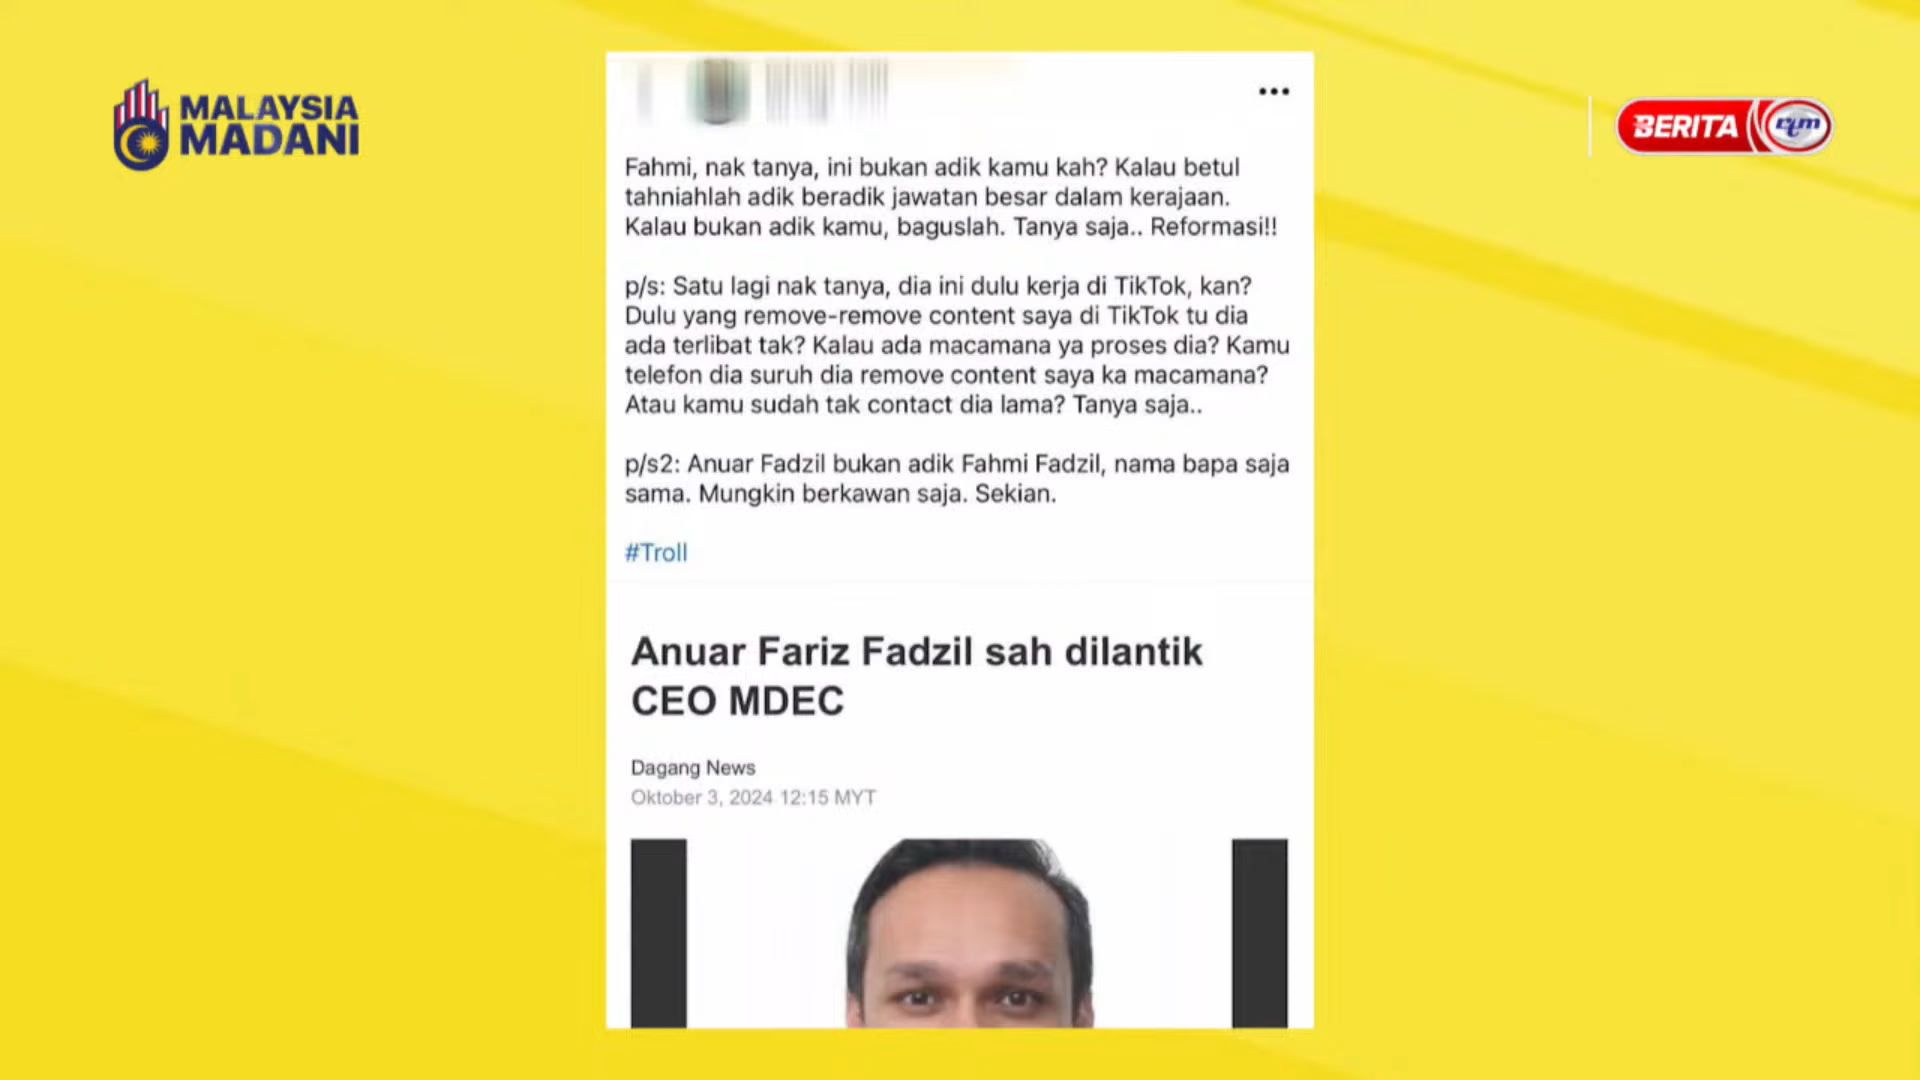 MALAYSIA
MADANI
BERITA rtm
Fahmi, nak tanya, ini bukan adik kamu kah? Kalau betul
tahniahlah adik beradik jawatan besar dalam kerajaan.
Kalau bukan adik kamu, baguslah. Tanya saja.. Reformasi!!
p/s: Satu lagi nak tanya, dia ini dulu kerja di TikTok, kan?
Dulu yang remove-remove content saya di TikTok tu dia
ada terlibat tak? Kalau ada macamana ya proses dia? Kamu
telefon dia suruh dia remove content saya ka macamana?
Atau kamu sudah tak contact dia lama? Tanya saja..
p/s2: Anuar Fadzil bukan adik Fahmi Fadzil, nama bapa saja
sama. Mungkin berkawan saja. Sekian.
#Troll
Anuar Fariz Fadzil sah dilantik
CEO MDEC
Dagang News
Oktober 3, 2024 12:15 MYT